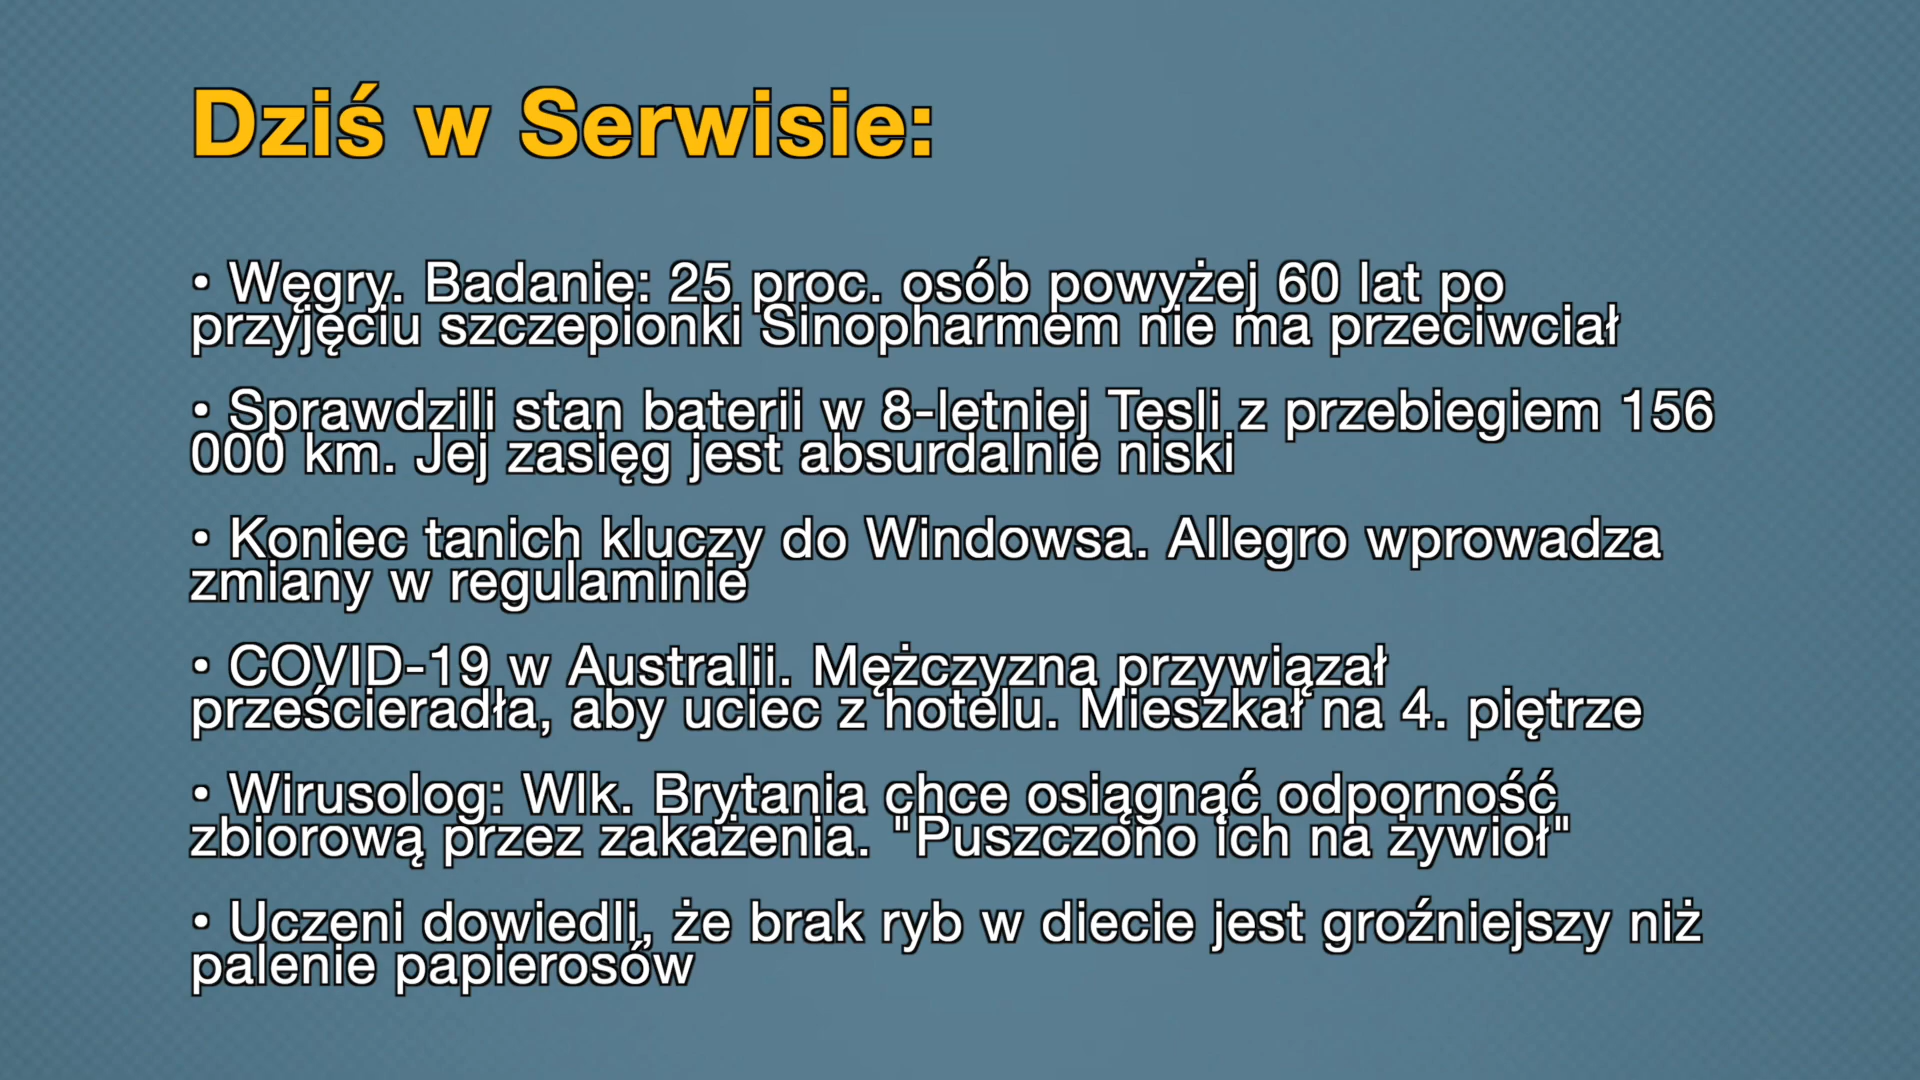 Dziś w Serwisie:
• Węgry. Badanie: 25 proc. osób powyżej 60 lat po
przyjęciu szczepionki Sinopharmem nie ma przeciwciał
• Sprawdzili stan baterii w 8-letniej Tesli z przebiegiem 156
000 km. Jej zasięg jest absurdalnie niski
• Koniec tanich kluczy do Windowsa. Allegro wprowadza
zmiany w regulaminie
• COVID-19 w Australii. Mężczyzna przywiązał
prześcieradła, aby uciec z hotelu. Mieszkał na 4. piętrze
• Wirusolog: Wlk. Brytania chce osiągnąć odporność
zbiorową przez zakażenia. "Puszczono ich na żywioł"
• Uczeni dowiedli, że brak ryb w diecie jest groźniejszy niż
palenie papierosów